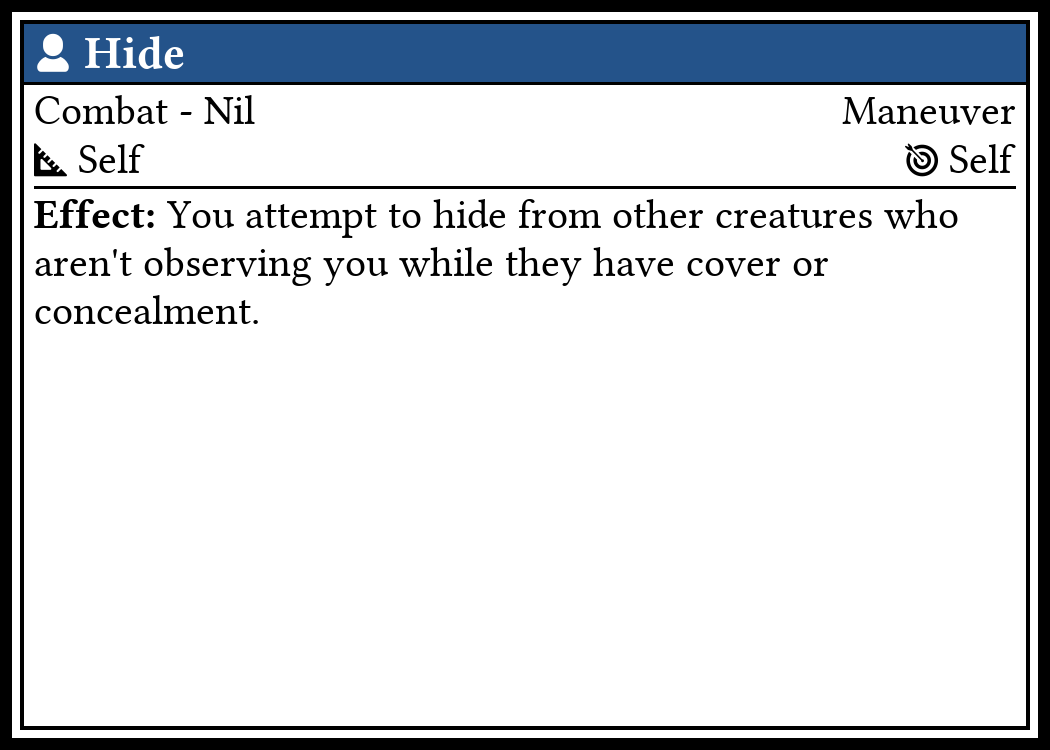 Hide
Combat - Nil Maneuver
Self Self
Effect: You attempt to hide from other creatures who
aren't observing you while they have cover or
concealment.